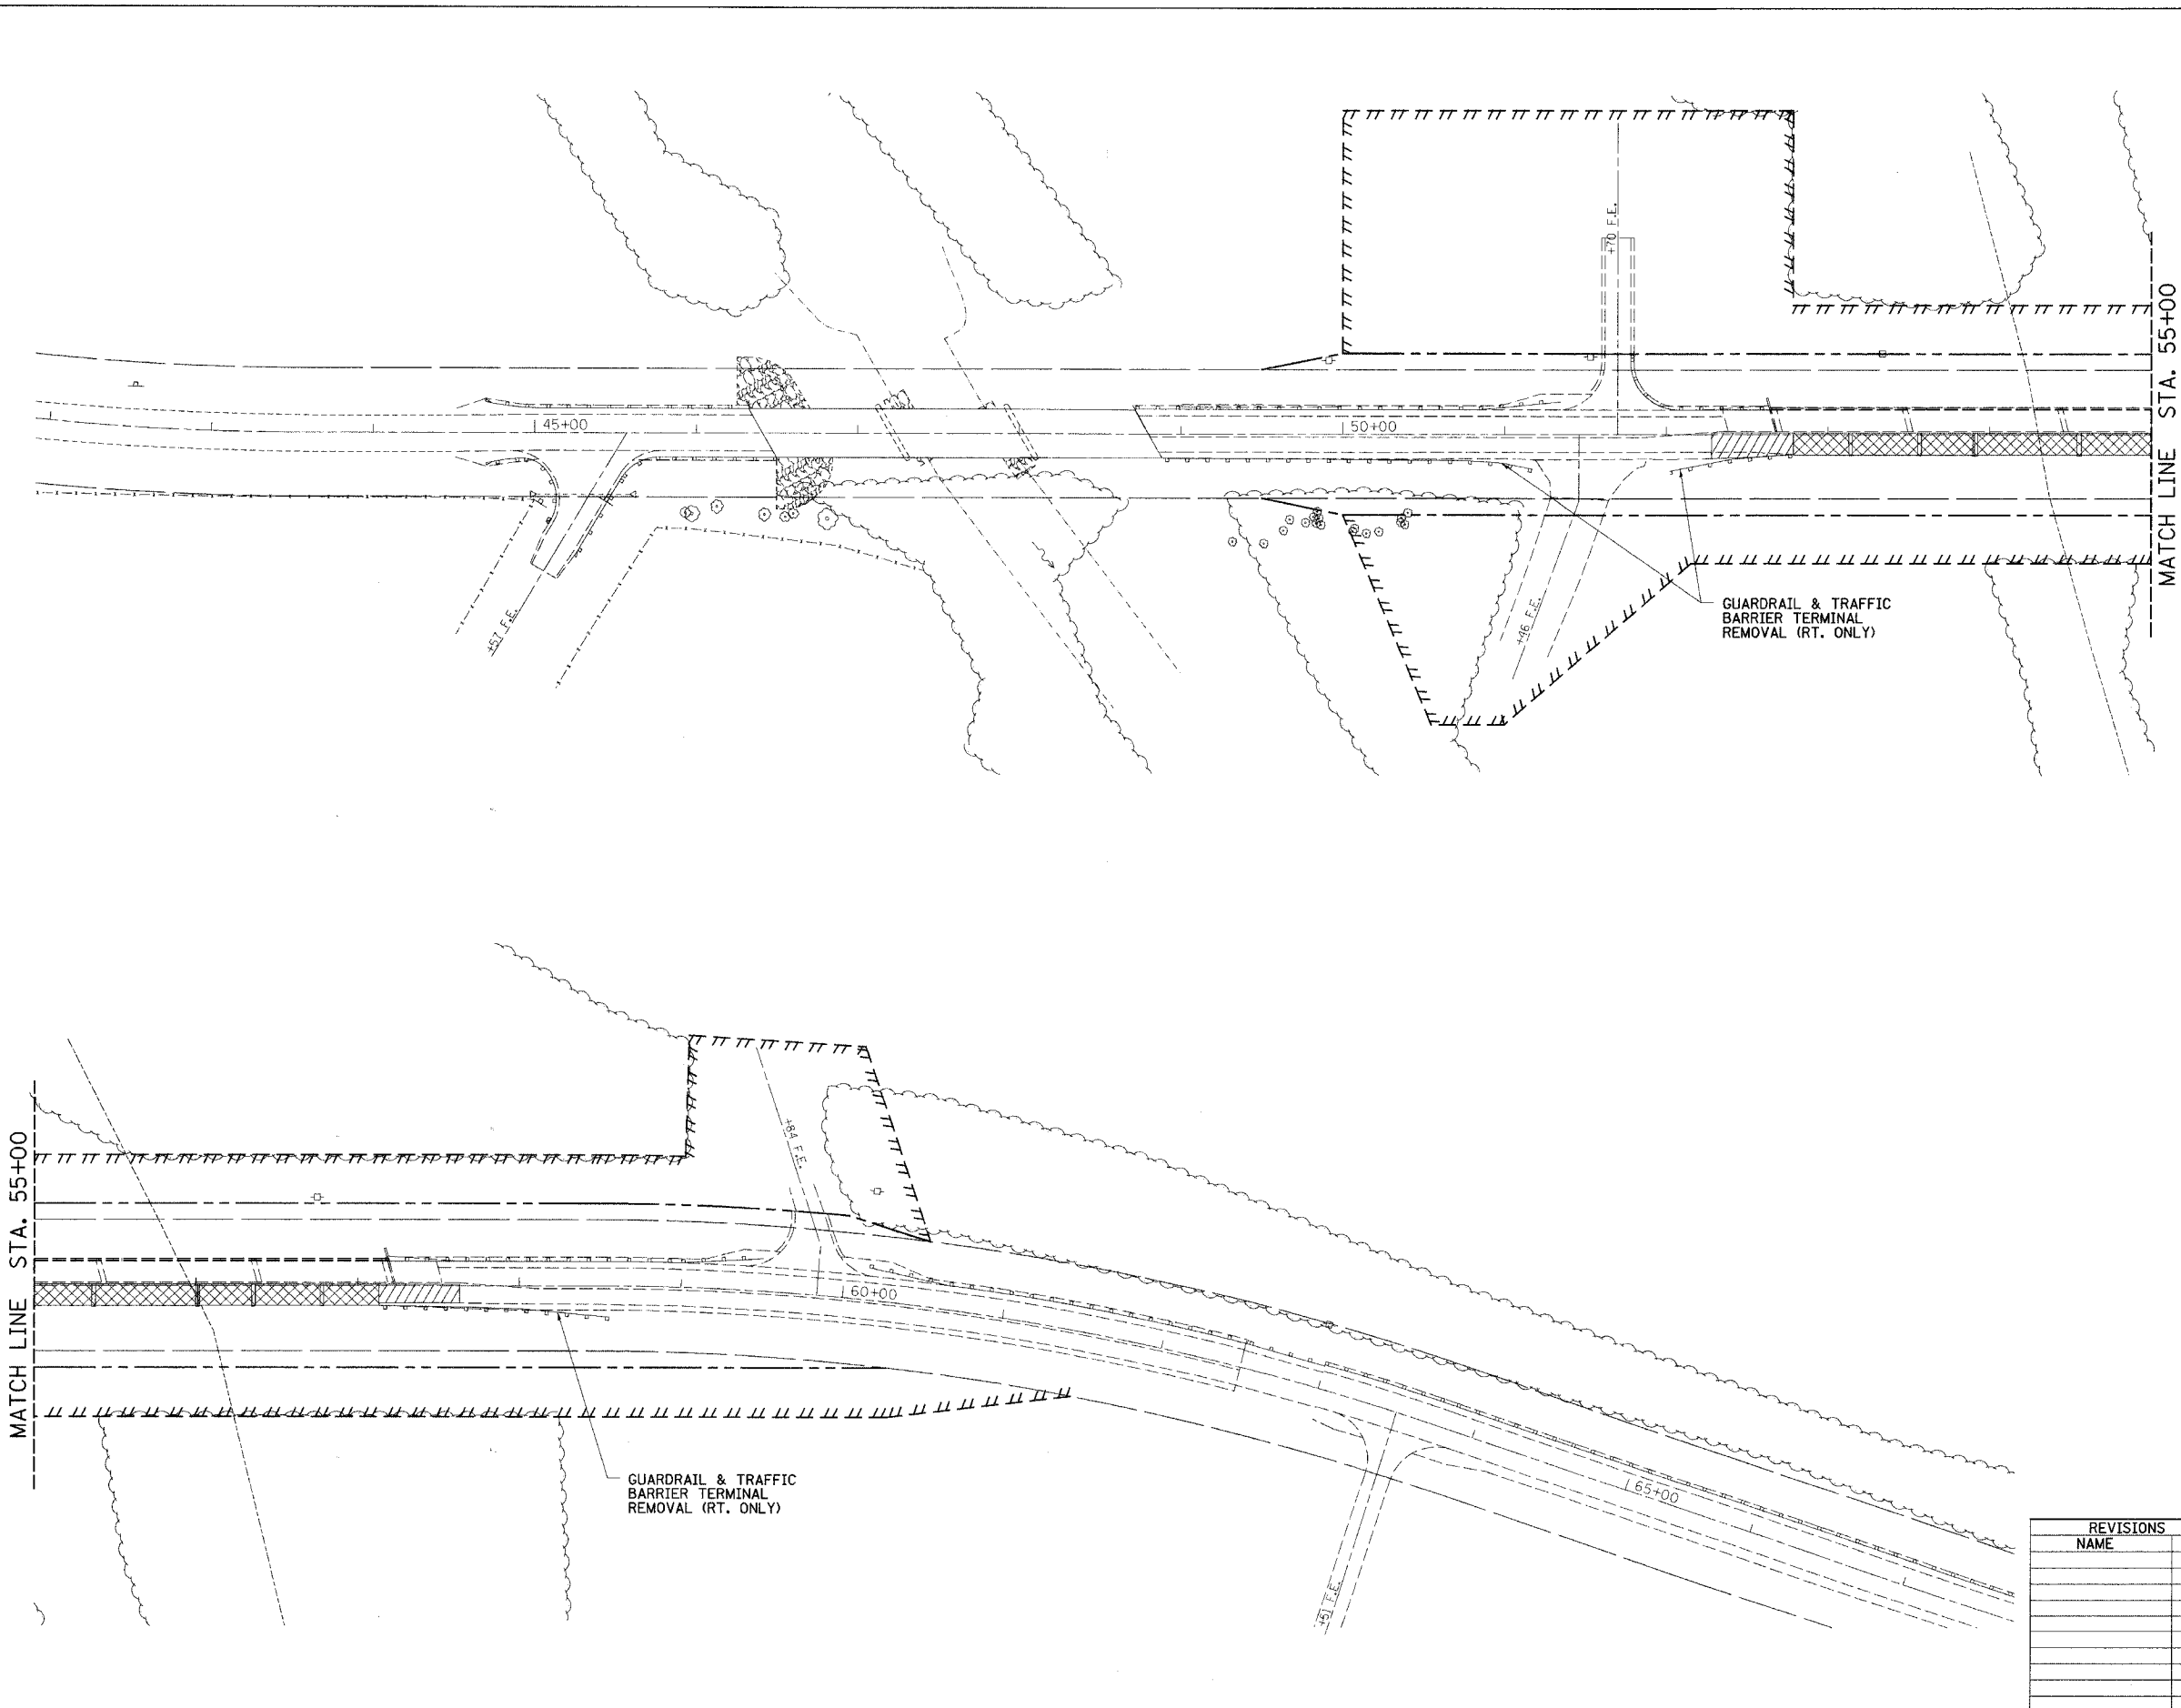 +70 F.E.
45+00
50+00
MATCH LINE STA. 55+00
+57 F.E.
+46 F.E.
GUARDRAIL & TRAFFIC
BARRIER TERMINAL
REMOVAL (RT. ONLY)
MATCH LINE STA. 55+00
+84 F.E.
60+00
GUARDRAIL & TRAFFIC
BARRIER TERMINAL
REMOVAL (RT. ONLY)
65+00
+51 F.E.
REVISIONS
NAME